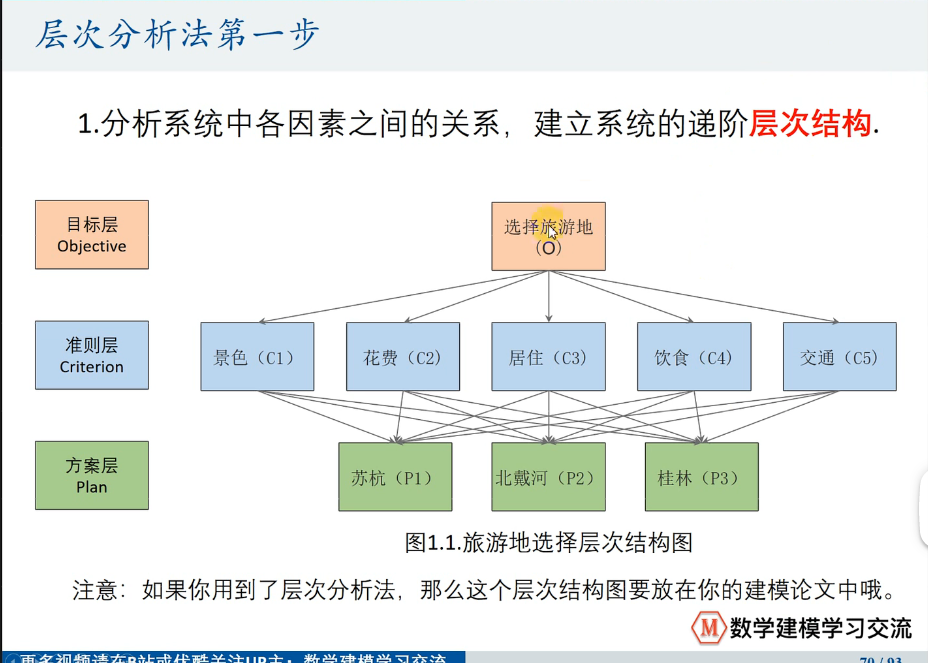 层次分析法第一步
1.分析系统中各因素之间的关系，建立系统的递阶层次结构.
目标层
Objective
选择旅游地
（O）
准则层
Criterion
景色（C1）
花费（C2）
居住（C3）
饮食（C4）
交通（C5）
方案层
Plan
苏杭（P1）
北戴河（P2）
桂林（P3）
图1.1.旅游地选择层次结构图
注意：如果你用到了层次分析法，那么这个层次结构图要放在你的建模论文中哦。
M 数学建模学习交流
更多视频请在B站或优酷关注UP主：数学建模学习交流
70 / 93